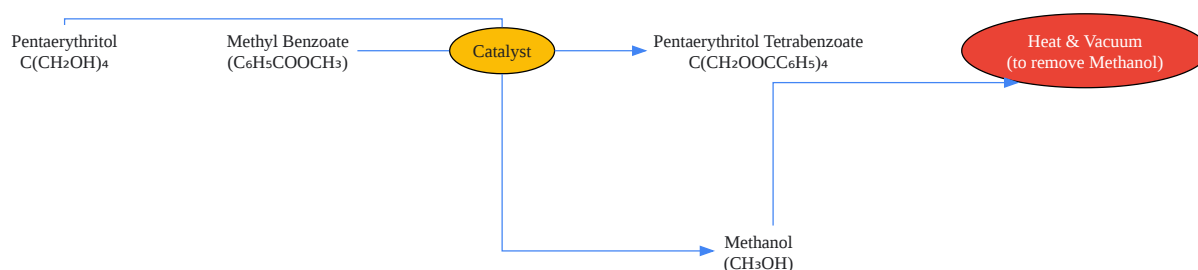 Pentaerythritol
C(CH₂OH)₄
Methyl Benzoate
(C₆H₅COOCH₃)
Catalyst
Pentaerythritol Tetrabenzoate
C(CH₂OOCC₆H₅)₄
Heat & Vacuum
(to remove Methanol)
Methanol
(CH₃OH)